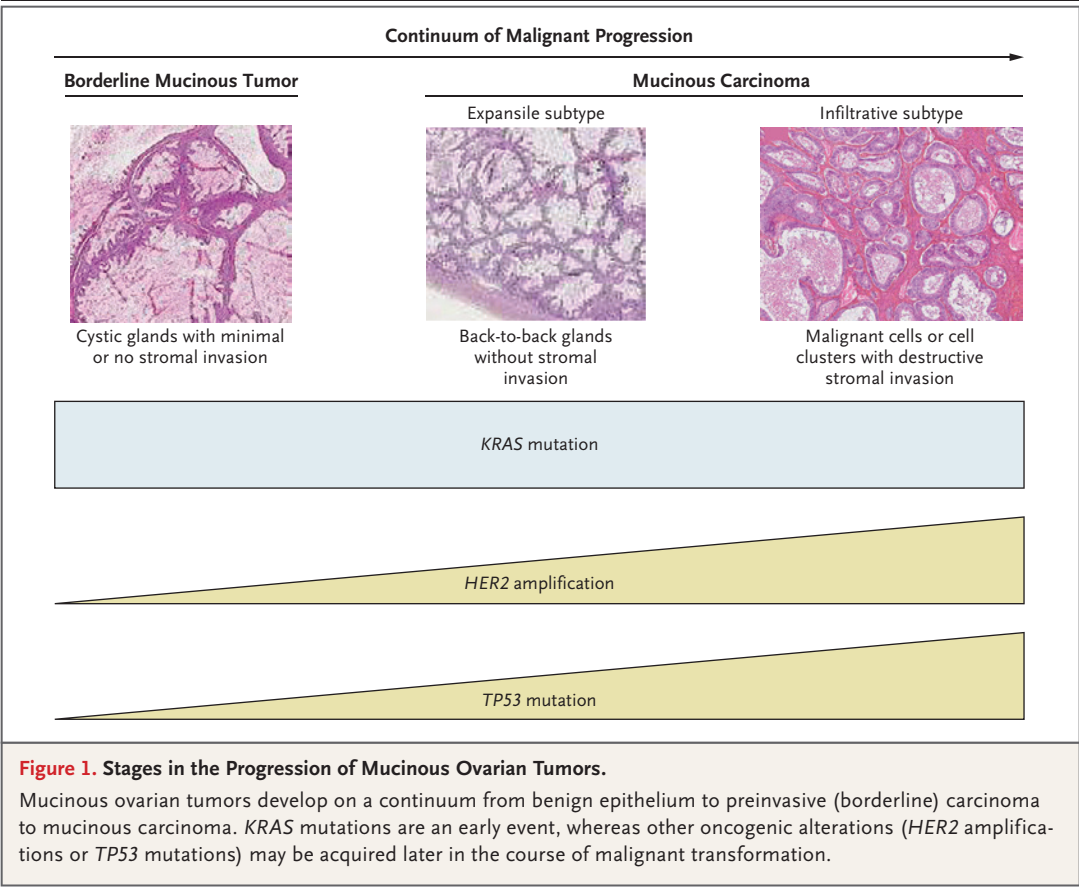 Continuum of Malignant Progression
Borderline Mucinous Tumor
Mucinous Carcinoma
Expansile subtype
Infiltrative subtype
Cystic glands with minimal
or no stromal invasion
Back-to-back glands
without stromal
invasion
Malignant cells or cell
clusters with destructive
stromal invasion
KRAS mutation
HER2 amplification
TP53 mutation
Figure 1. Stages in the Progression of Mucinous Ovarian Tumors.
Mucinous ovarian tumors develop on a continuum from benign epithelium to preinvasive (borderline) carcinoma
to mucinous carcinoma. KRAS mutations are an early event, whereas other oncogenic alterations (HER2 amplifica-
tions or TP53 mutations) may be acquired later in the course of malignant transformation.